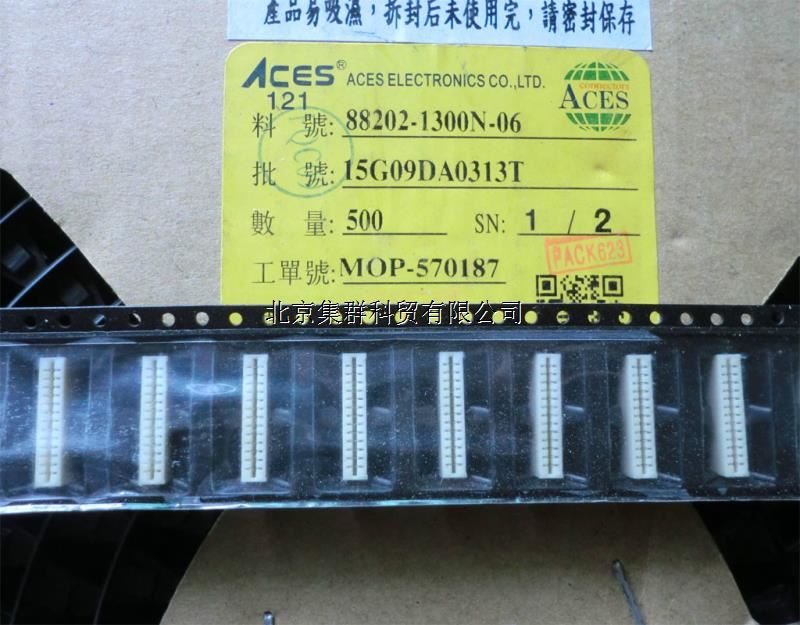 產品易吸濕，拆封后未使用完，請密封保存
ACES® ACES ELECTRONICS CO.,LTD.
connectors
ACES
121
料 號: 88202-1300N-06
批 號: 15G09DA0313T
數 量: 500 SN: 1 / 2
PACK623
工單號: MOP-570187
北京集群科贸有限公司